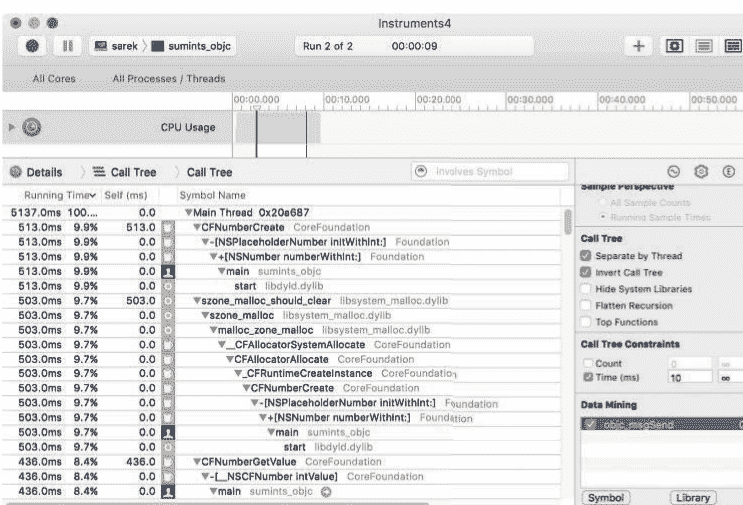 Instruments4
sarek sumints_objc Run 2 of 2 00:00:09
All Cores All Processes / Threads
00:00.000 00:10.000 00:20.000 00:30.000 00:40.000 00:50.000
CPU Usage
Details Call Tree Call Tree Involves Symbol
Running Time Self (ms) Symbol Name
5137.0ms 100.... 0.0 Main Thread 0x20e687
513.0ms 9.9% 513.0 CFNumberCreate CoreFoundation
513.0ms 9.9% 0.0 -[NSPlaceholderNumber initWithInt:] Foundation
513.0ms 9.9% 0.0 +[NSNumber numberWithInt:] Foundation
513.0ms 9.9% 0.0 main sumints_objc
513.0ms 9.9% 0.0 start libdyld.dylib
503.0ms 9.7% 503.0 szone_malloc_should_clear libsystem_malloc.dylib
503.0ms 9.7% 0.0 szone_malloc libsystem_malloc.dylib
503.0ms 9.7% 0.0 malloc_zone_malloc libsystem_malloc.dylib
503.0ms 9.7% 0.0 __CFAllocatorSystemAllocate CoreFoundation
503.0ms 9.7% 0.0 CFAllocatorAllocate CoreFoundation
503.0ms 9.7% 0.0 _CFRuntimeCreateInstance CoreFoundation
503.0ms 9.7% 0.0 CFNumberCreate CoreFoundation
503.0ms 9.7% 0.0 -[NSPlaceholderNumber initWithInt:] Foundation
503.0ms 9.7% 0.0 +[NSNumber numberWithInt:] Foundation
503.0ms 9.7% 0.0 main sumints_objc
503.0ms 9.7% 0.0 start libdyld.dylib
436.0ms 8.4% 436.0 CFNumberGetValue CoreFoundation
436.0ms 8.4% 0.0 -[__NSCFNumber intValue] CoreFoundation
436.0ms 8.4% 0.0 main sumints_objc
Sample Perspective
All Sample Counts
Running Sample Times
Call Tree
Separate by Thread
Invert Call Tree
Hide System Libraries
Flatten Recursion
Top Functions
Call Tree Constraints
Count 0 ∞
Time (ms) 10 ∞
Data Mining
objc_msgSend
Symbol Library